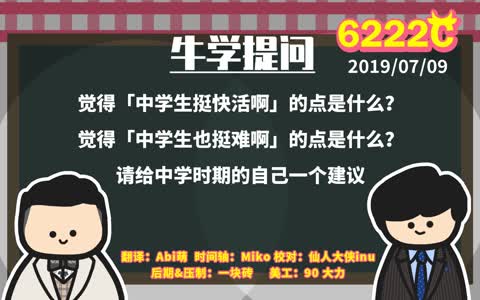 牛学提问
6222℃
2019/07/09
觉得「中学生挺快活啊」的点是什么?
觉得「中学生也挺难啊」的点是什么?
请给中学时期的自己一个建议
翻译：Abi萌 时间轴：Miko 校对：仙人大侠inu
后期&压制：一块砖 美工：90 大力